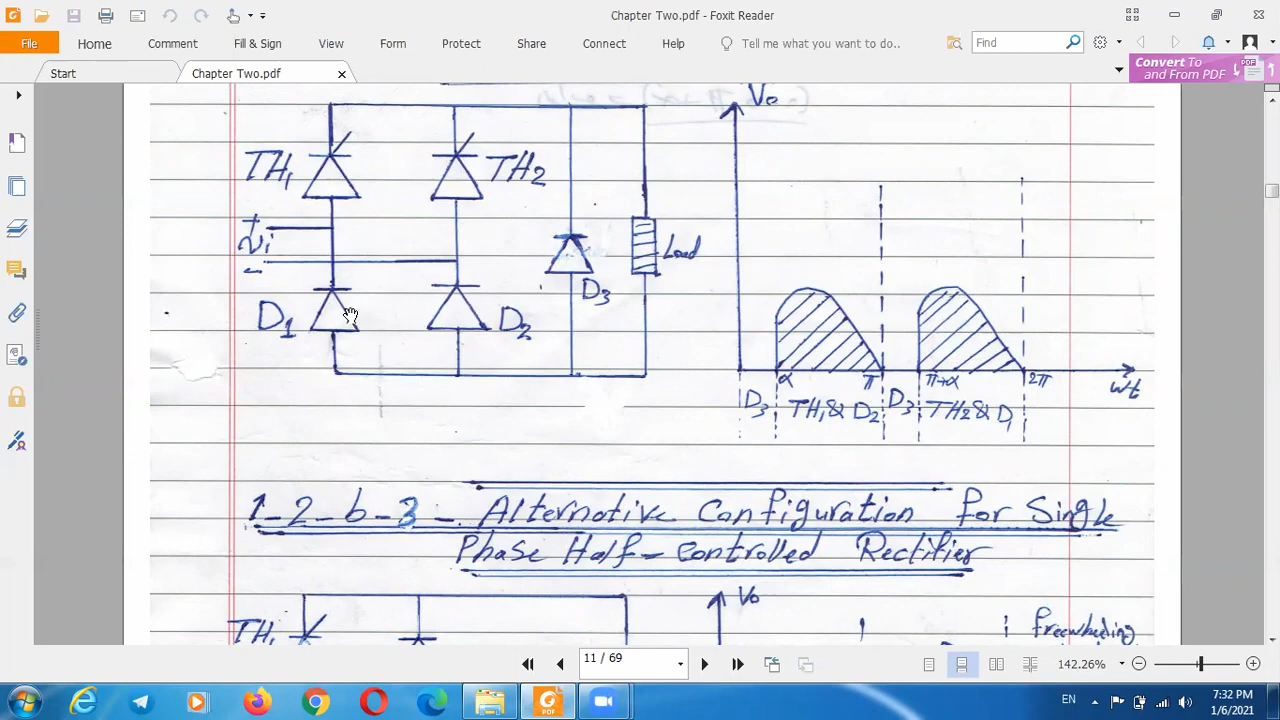 Chapter Two.pdf - Foxit Reader
File Home Comment Fill & Sign View Form Protect Share Connect Help Tell me what you want to do.. Find
Start Chapter Two.pdf
Convert To
and From PDF
PDF
Vo
TH1 TH2
+
Vi
-
Load
D3
D1 D2
α π π+α 2π
wt
D3 TH1 & D2 D3 TH2 & D1
1-2-b-3- Alternative Configuration for Single
Phase Half-controlled Rectifier
Vo
TH1
freewheeling
11 / 69
142.26%
EN
7:32 PM
1/6/2021